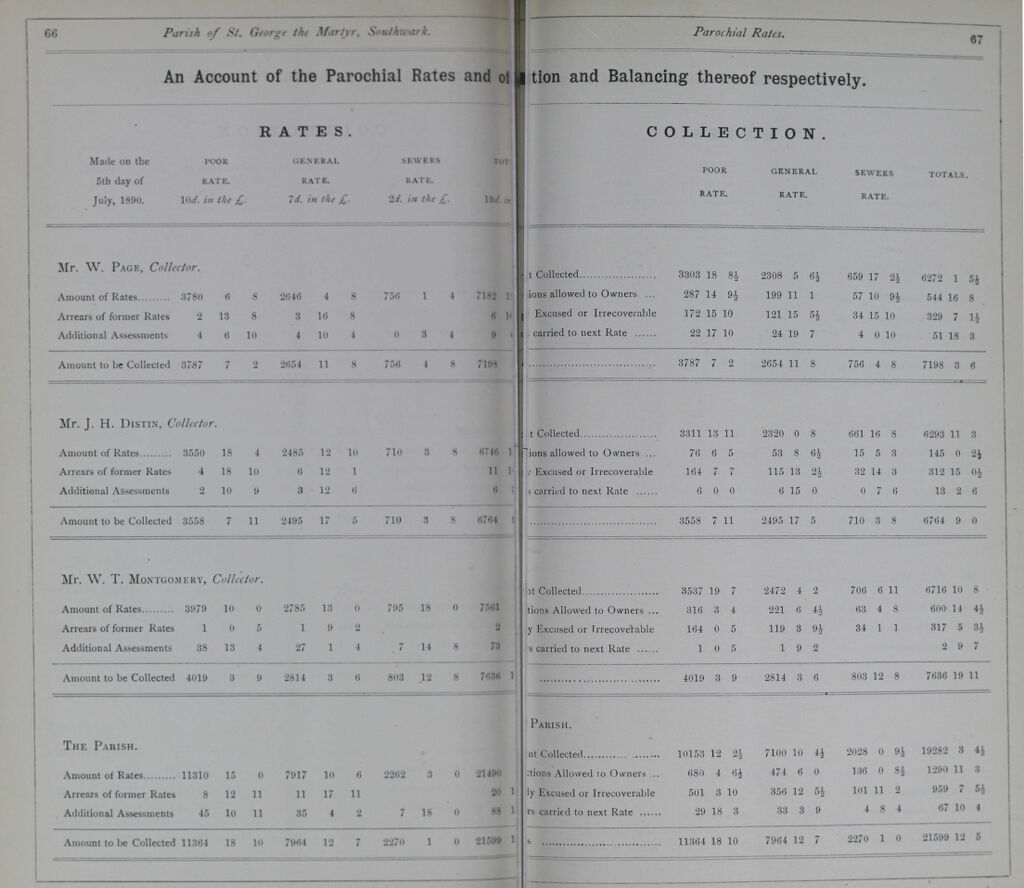 66 Parish of St. George the Martyr, Southwark.
An Account of the Parochial Rates and of
RATES.
Made on the POOR GENERAL SEWERS TOT
5th day of RATE. RATE. RATE.
July, 1890. 10d. in the £. 7d. in the £. 2d. in the £. 19d. in
Mr. W. PAGE, Collector.
Amount of Rates......... 3780 6 8 2646 4 8 756 1 4 7182
Arrears of former Rates 2 13 8 3 16 8 6
Additional Assessments 4 6 10 4 10 4 0 3 4 9
Amount to be Collected 3787 7 2 2654 11 8 756 4 8 7198
Mr. J. H. DISTIN, Collector.
Amount of Rates......... 3550 18 4 2485 12 10 710 3 8 6746
Arrears of former Rates 4 18 10 6 12 1 11
Additional Assessments 2 10 9 3 12 6 6
Amount to be Collected 3558 7 11 2495 17 5 710 3 8 6764
Mr. W. T. MONTGOMERY, Collector.
Amount of Rates......... 3979 10 0 2785 13 0 795 18 0 7561
Arrears of former Rates 1 0 5 1 9 2 2
Additional Assessments 38 13 4 27 1 4 7 14 8 73
Amount to be Collected 4019 3 9 2814 3 6 803 12 8 7636
THE PARISH.
Amount of Rates......... 11310 15 0 7917 10 6 2262 3 0 21490
Arrears of former Rates 8 12 11 11 17 11 20
Additional Assessments 45 10 11 35 4 2 7 18 0 88
Amount to be Collected 11364 18 10 7964 12 7 2270 1 0 21599
Parochial Rates. 67
tion and Balancing thereof respectively.
COLLECTION.
POOR GENERAL SEWERS TOTALS.
RATE. RATE. RATE.
t Collected..................... 3303 18 8½ 2308 5 6½ 659 17 2½ 6272 1 5½
ions allowed to Owners ... 287 14 9½ 199 11 1 57 10 9½ 544 16 8
Excused or Irrecoverable 172 15 10 121 15 5½ 34 15 10 329 7 1½
carried to next Rate ...... 22 17 10 24 19 7 4 0 10 51 18 3
................................... 3787 7 2 2654 11 8 756 4 8 7198 3 6
t Collected..................... 3311 13 11 2320 0 8 661 16 8 6293 11 3
ions allowed to Owners ... 76 6 5 53 8 6½ 15 5 3 145 0 2½
Excused or Irrecoverable 164 7 7 115 13 2½ 32 14 3 312 15 0½
s carried to next Rate ...... 6 0 0 6 15 0 0 7 6 13 2 6
................................... 3558 7 11 2495 17 5 710 3 8 6764 9 0
nt Collected..................... 3537 19 7 2472 4 2 706 6 11 6716 10 8
tions Allowed to Owners ... 316 3 4 221 6 4½ 63 4 8 600 14 4½
y Excused or Irrecoverable 164 0 5 119 3 9½ 34 1 1 317 5 3½
s carried to next Rate ...... 1 0 5 1 9 2 2 9 7
................................... 4019 3 9 2814 3 6 803 12 8 7636 19 11
PARISH.
nt Collected..................... 10153 12 2½ 7100 10 4½ 2028 0 9½ 19282 3 4½
ctions Allowed to Owners ... 680 4 6½ 474 6 0 136 0 8½ 1290 11 3
ly Excused or Irrecoverable 501 3 10 356 12 5½ 101 11 2 959 7 5½
rs carried to next Rate ...... 29 18 3 33 3 9 4 8 4 67 10 4
s ................................ 11364 18 10 7964 12 7 2270 1 0 21599 12 5